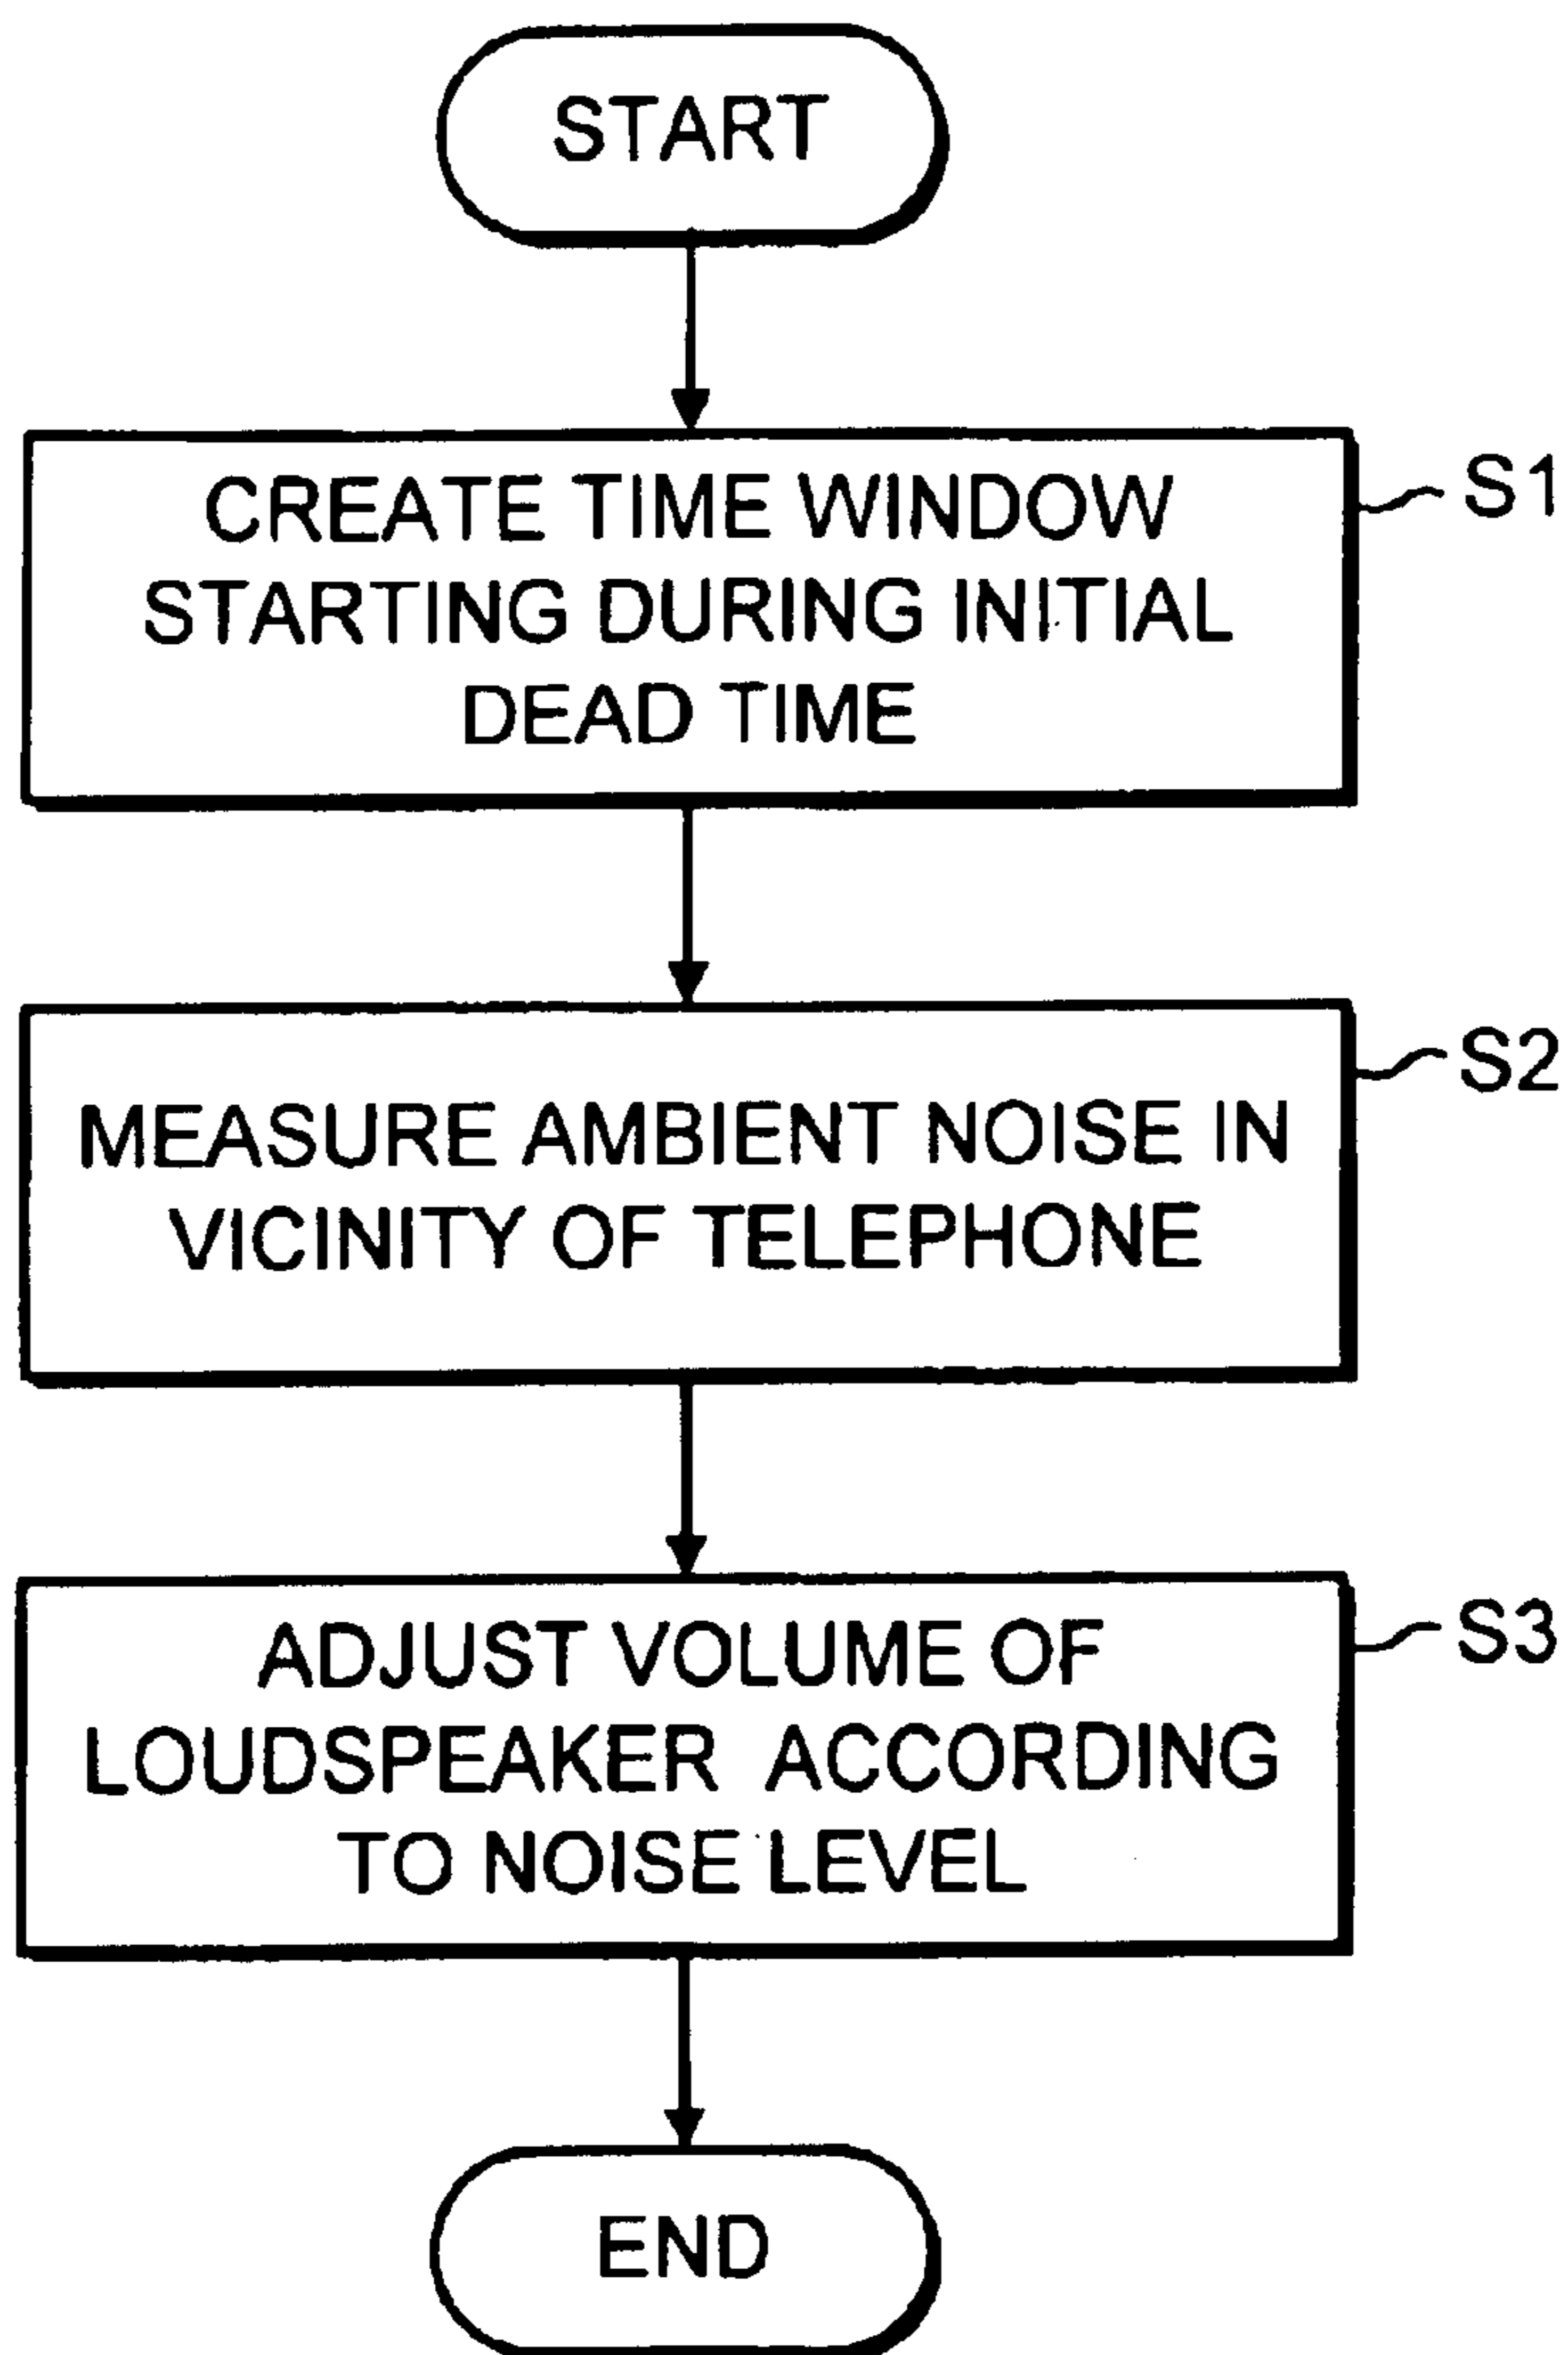 START
CREATE TIME WINDOW
STARTING DURING INITIAL
DEAD TIME
S1
MEASURE AMBIENT NOISE IN
VICINITY OF TELEPHONE
S2
ADJUST VOLUME OF
LOUDSPEAKER ACCORDING
TO NOISE LEVEL
S3
END